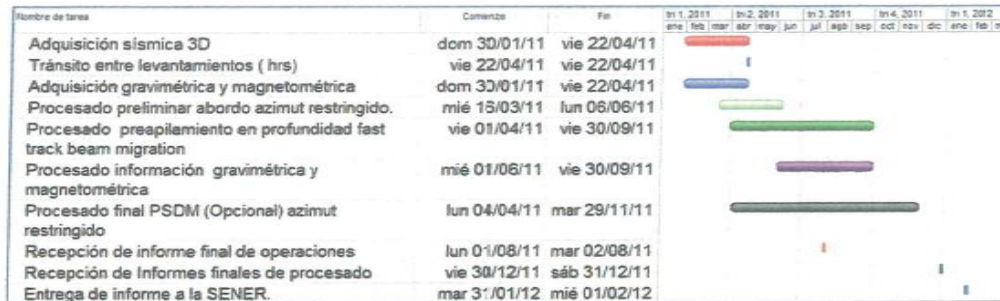 Nombre de tarea Comienzo Fin tri 1, 2011 tri 2, 2011 tri 3, 2011 tri 4, 2011 tri 1, 2012
ene feb mar abr may jun jul ago sep oct nov dic ene feb m
Adquisición sísmica 3D dom 30/01/11 vie 22/04/11
Tránsito entre levantamientos ( hrs) vie 22/04/11 vie 22/04/11
Adquisición gravimétrica y magnetométrica dom 30/01/11 vie 22/04/11
Procesado preliminar abordo azimut restringido. mié 16/03/11 lun 06/06/11
Procesado preapilamiento en profundidad fast vie 01/04/11 vie 30/09/11
track beam migration
Procesado información gravimétrica y mié 01/06/11 vie 30/09/11
magnetométrica
Procesado final PSDM (Opcional) azimut lun 04/04/11 mar 29/11/11
restringido
Recepción de informe final de operaciones lun 01/08/11 mar 02/08/11
Recepción de Informes finales de procesado vie 30/12/11 sáb 31/12/11
Entrega de informe a la SENER. mar 31/01/12 mié 01/02/12